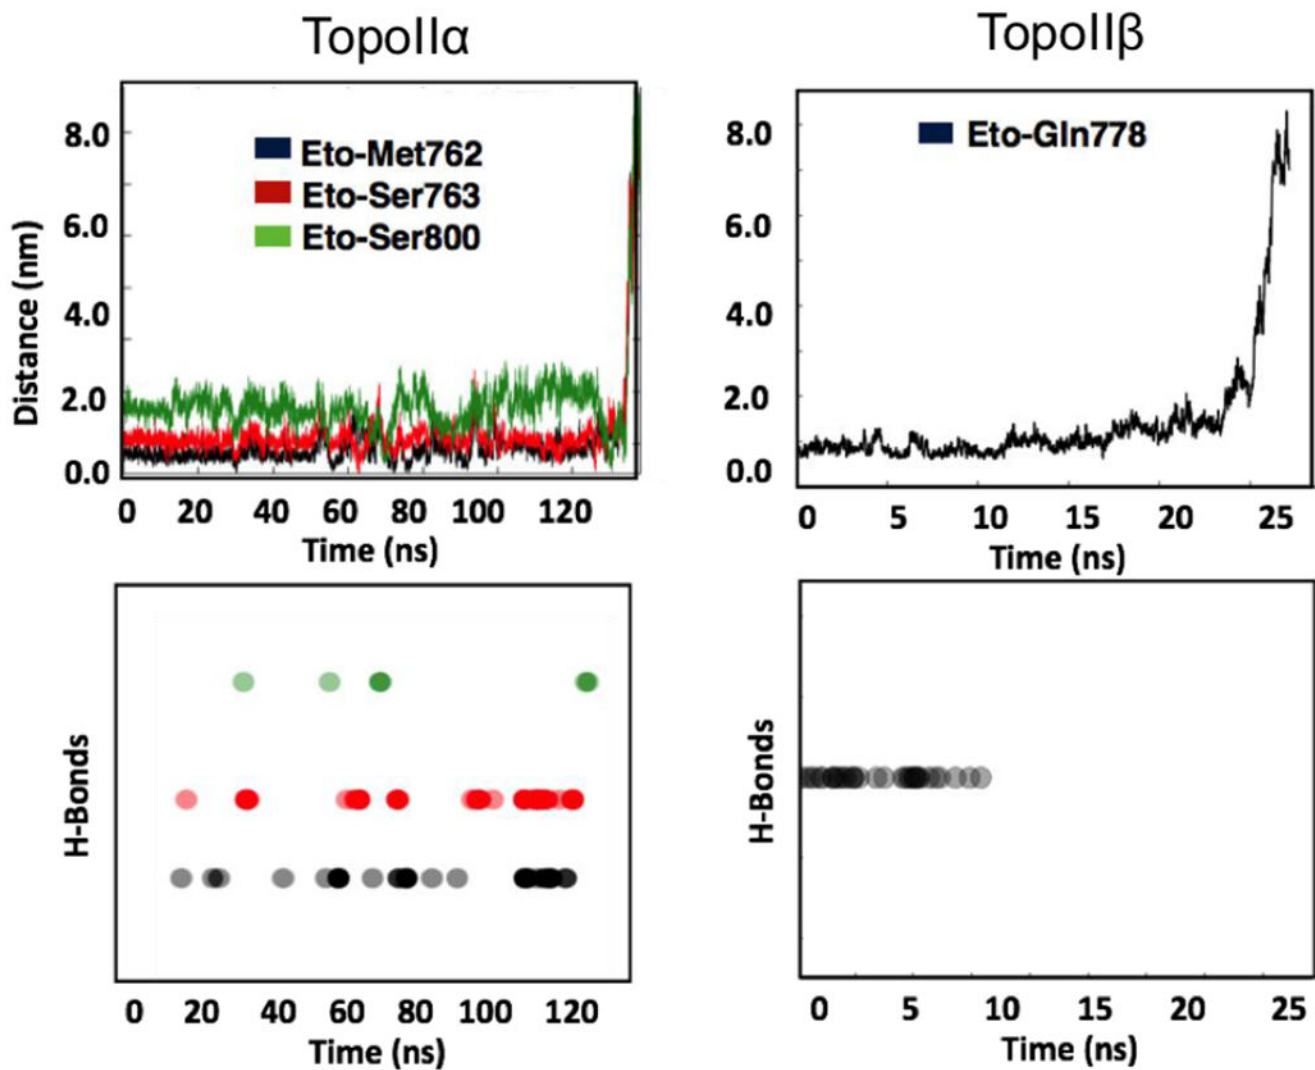 TopoIIα
TopoIIβ
Distance (nm)
8.0
6.0
4.0
2.0
0.0
Eto-Met762
Eto-Ser763
Eto-Ser800
0 20 40 60 80 100 120
Time (ns)
8.0
6.0
4.0
2.0
0.0
Eto-Gln778
0 5 10 15 20 25
Time (ns)
H-Bonds
0 20 40 60 80 100 120
Time (ns)
H-Bonds
0 5 10 15 20 25
Time (ns)